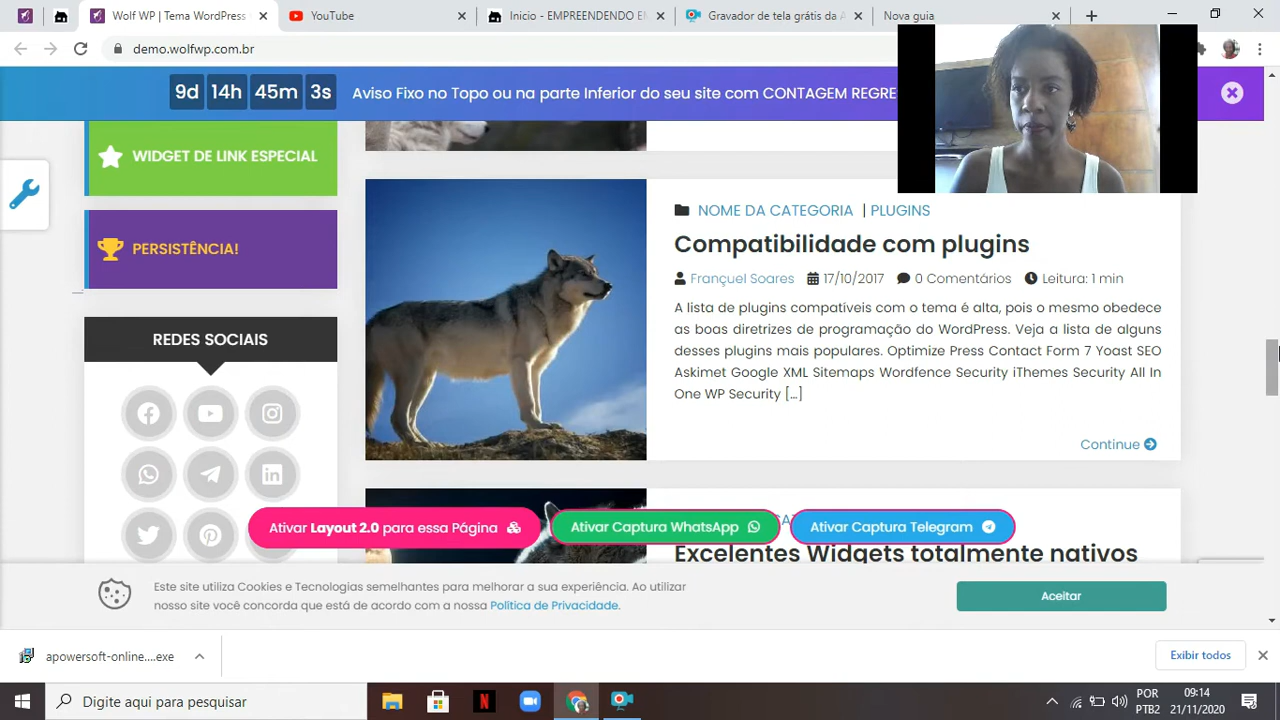 Wolf WP | Tema WordPress
YouTube
Início - EMPREENDENDO EM
Gravador de tela grátis da A
Nova guia
demo.wolfwp.com.br
9d 14h 45m 3s
Aviso Fixo no Topo ou na parte Inferior do seu site com CONTAGEM REGRE
WIDGET DE LINK ESPECIAL
PERSISTÊNCIA!
REDES SOCIAIS
NOME DA CATEGORIA | PLUGINS
Compatibilidade com plugins
Françuel Soares 17/10/2017 0 Comentários Leitura: 1 min
A lista de plugins compatíveis com o tema é alta, pois o mesmo obedece
as boas diretrizes de programação do WordPress. Veja a lista de alguns
desses plugins mais populares. Optimize Press Contact Form 7 Yoast SEO
Askimet Google XML Sitemaps Wordfence Security iThemes Security All In
One WP Security [...]
Continue
Ativar Layout 2.0 para essa Página
Ativar Captura WhatsApp
Ativar Captura Telegram
Excelentes Widgets totalmente nativos
Este site utiliza Cookies e Tecnologias semelhantes para melhorar a sua experiência. Ao utilizar
nosso site você concorda que está de acordo com a nossa Política de Privacidade.
Aceitar
apowersoft-online....exe
Exibir todos
Digite aqui para pesquisar
POR
PTB2
09:14
21/11/2020